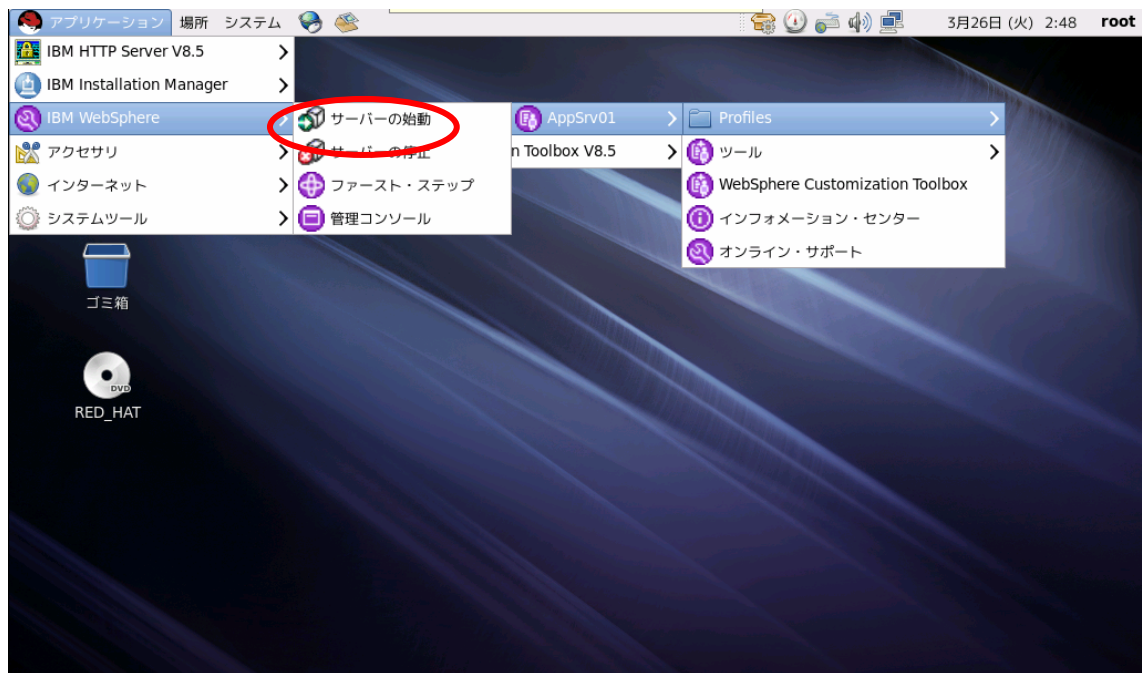 アプリケーション 場所 システム 3月26日 (火) 2:48 root
IBM HTTP Server V8.5
IBM Installation Manager
IBM WebSphere
アクセサリ
インターネット
システムツール
サーバーの始動
サーバーの停止
ファースト・ステップ
管理コンソール
AppSrv01
n Toolbox V8.5
Profiles
ツール
WebSphere Customization Toolbox
インフォメーション・センター
オンライン・サポート
ゴミ箱
DVD
RED_HAT